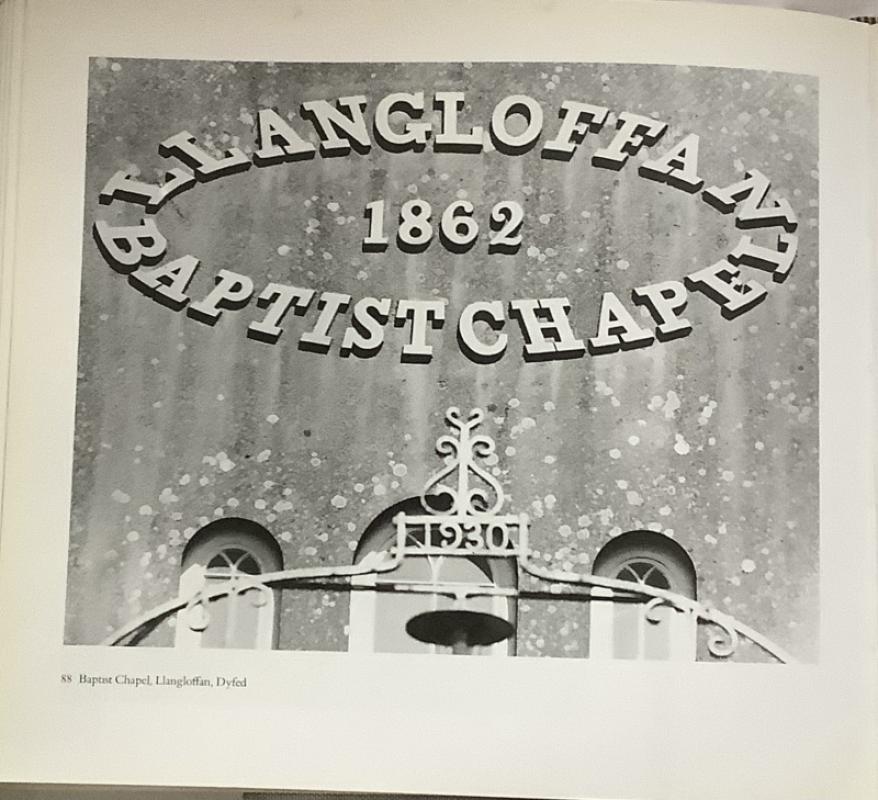 LLANGLOFFAN
1862
BAPTIST CHAPEL
1930
88 Baptist Chapel, Llangloffan, Dyfed